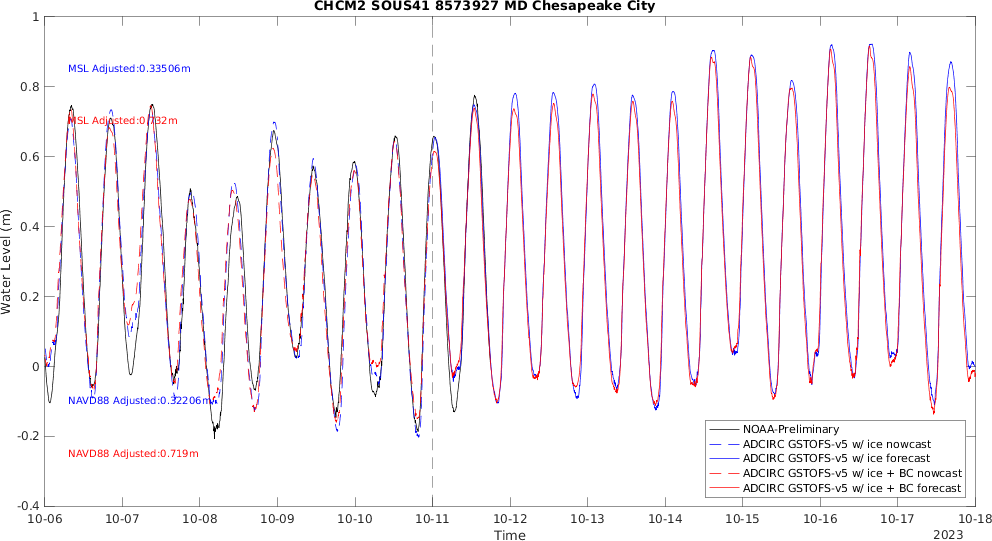 CHCM2 SOUS41 8573927 MD Chesapeake City
1
0.8
0.6
0.4
0.2
0
-0.2
-0.4
Water Level (m)
MSL Adjusted:0.33506m
MSL Adjusted:0.732m
NAVD88 Adjusted:0.32206m
NAVD88 Adjusted:0.719m
NOAA-Preliminary
ADCIRC GSTOFS-v5 w/ ice nowcast
ADCIRC GSTOFS-v5 w/ ice forecast
ADCIRC GSTOFS-v5 w/ ice + BC nowcast
ADCIRC GSTOFS-v5 w/ ice + BC forecast
10-06 10-07 10-08 10-09 10-10 10-11 10-12 10-13 10-14 10-15 10-16 10-17 10-18
Time
2023